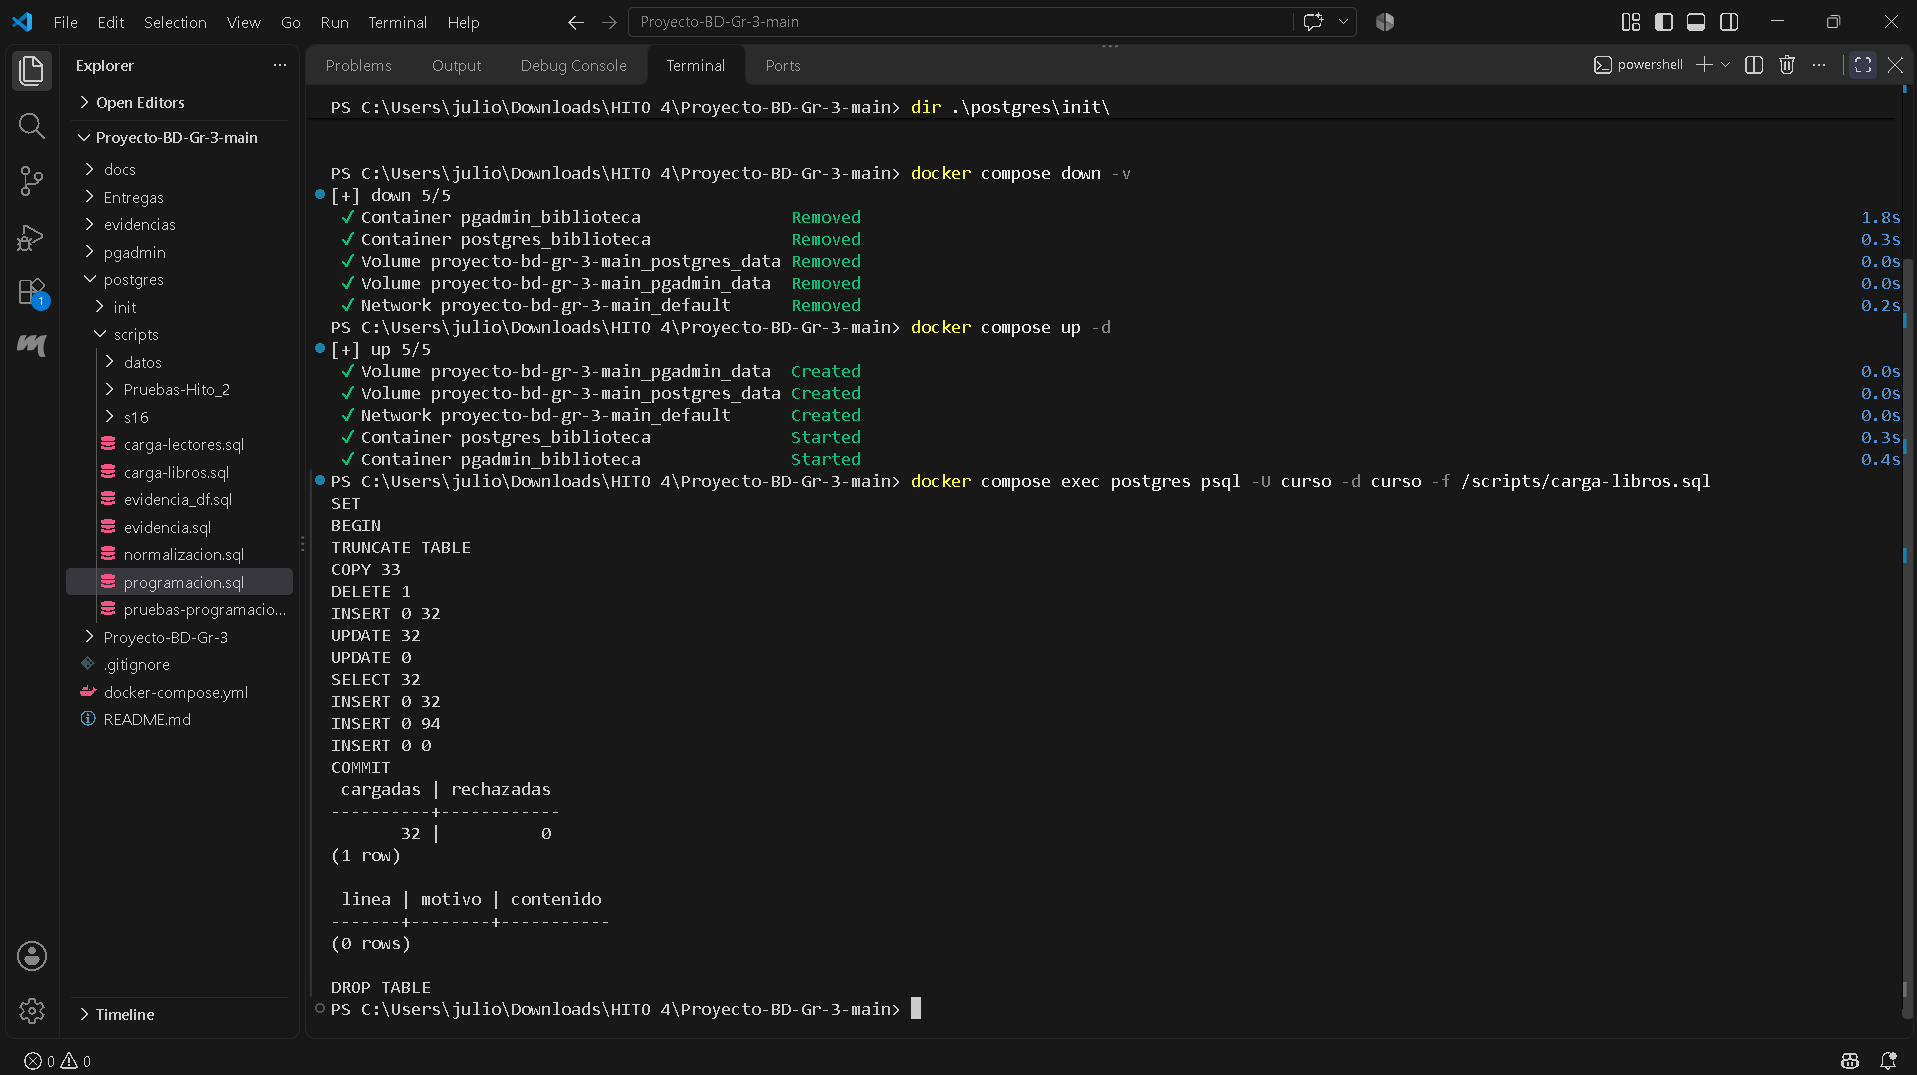 File Edit Selection View Go Run Terminal Help
Proyecto-BD-Gr-3-main
Explorer
Open Editors
Proyecto-BD-Gr-3-main
docs
Entregas
evidencias
pgadmin
postgres
init
scripts
datos
Pruebas-Hito_2
s16
carga-lectores.sql
carga-libros.sql
evidencia_df.sql
evidencia.sql
normalizacion.sql
programacion.sql
pruebas-programacio...
Proyecto-BD-Gr-3
.gitignore
docker-compose.yml
README.md
Timeline
1
Problems Output Debug Console Terminal Ports
powershell
PS C:\Users\julio\Downloads\HITO 4\Proyecto-BD-Gr-3-main> dir .\postgres\init\
PS C:\Users\julio\Downloads\HITO 4\Proyecto-BD-Gr-3-main> docker compose down -v
[+] down 5/5
✓ Container pgadmin_biblioteca Removed 1.8s
✓ Container postgres_biblioteca Removed 0.3s
✓ Volume proyecto-bd-gr-3-main_postgres_data Removed 0.0s
✓ Volume proyecto-bd-gr-3-main_pgadmin_data Removed 0.0s
✓ Network proyecto-bd-gr-3-main_default Removed 0.2s
PS C:\Users\julio\Downloads\HITO 4\Proyecto-BD-Gr-3-main> docker compose up -d
[+] up 5/5
✓ Volume proyecto-bd-gr-3-main_pgadmin_data Created 0.0s
✓ Volume proyecto-bd-gr-3-main_postgres_data Created 0.0s
✓ Network proyecto-bd-gr-3-main_default Created 0.0s
✓ Container postgres_biblioteca Started 0.3s
✓ Container pgadmin_biblioteca Started 0.4s
PS C:\Users\julio\Downloads\HITO 4\Proyecto-BD-Gr-3-main> docker compose exec postgres psql -U curso -d curso -f /scripts/carga-libros.sql
SET
BEGIN
TRUNCATE TABLE
COPY 33
DELETE 1
INSERT 0 32
UPDATE 32
UPDATE 0
SELECT 32
INSERT 0 32
INSERT 0 94
INSERT 0 0
COMMIT
cargadas | rechazadas
----------+------------
32 | 0
(1 row)
linea | motivo | contenido
-------+--------+-----------
(0 rows)
DROP TABLE
PS C:\Users\julio\Downloads\HITO 4\Proyecto-BD-Gr-3-main>
0 0